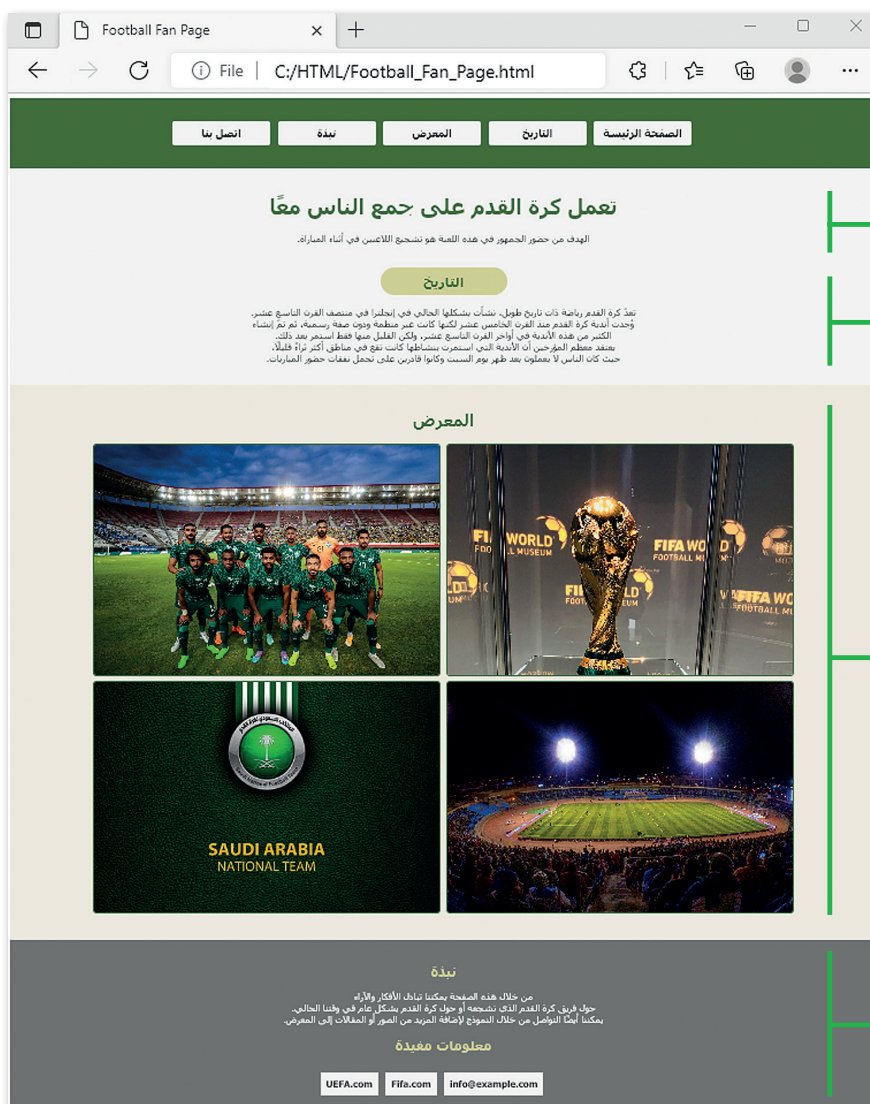 Football Fan Page
File
C:/HTML/Football_Fan_Page.html
الصفحة الرئيسة
التاريخ
المعرض
نبذة
اتصل بنا
تعمل كرة القدم على جمع الناس معًا
الهدف من حضور الجمهور في هذه اللعبة هو تشجيع اللاعبين في أثناء المباراة.
التاريخ
تعدّ كرة القدم رياضة ذات تاريخ طويل، نشأت بشكلها الحالي في إنجلترا في منتصف القرن التاسع عشر.
وُجدت أندية كرة القدم منذ القرن الخامس عشر لكنها كانت غير منظمة ودون صفة رسمية، ثم تمّ إنشاء
الكثير من هذه الأندية في أواخر القرن التاسع عشر، ولكن القليل منها فقط استمر بعد ذلك.
يعتقد معظم المؤرخين أن الأندية التي استمرت بنشاطها كانت تقع في مناطق أكثر ثراءً قليلًا،
حيث كان الناس لا يعملون بعد ظهر يوم السبت وكانوا قادرين على تحمل نفقات حضور المباريات.
المعرض
FIFA WORLD
FOOTBALL MUSEUM
SAUDI ARABIA
NATIONAL TEAM
نبذة
من خلال هذه الصفحة يمكننا تبادل الأفكار والآراء
حول فريق كرة القدم الذي نشجعه أو حول كرة القدم بشكل عام في وقتنا الحالي.
يمكننا أيضًا التواصل من خلال النموذج لإضافة المزيد من الصور أو المقالات إلى المعرض.
معلومات مفيدة
UEFA.com
Fifa.com
info@example.com